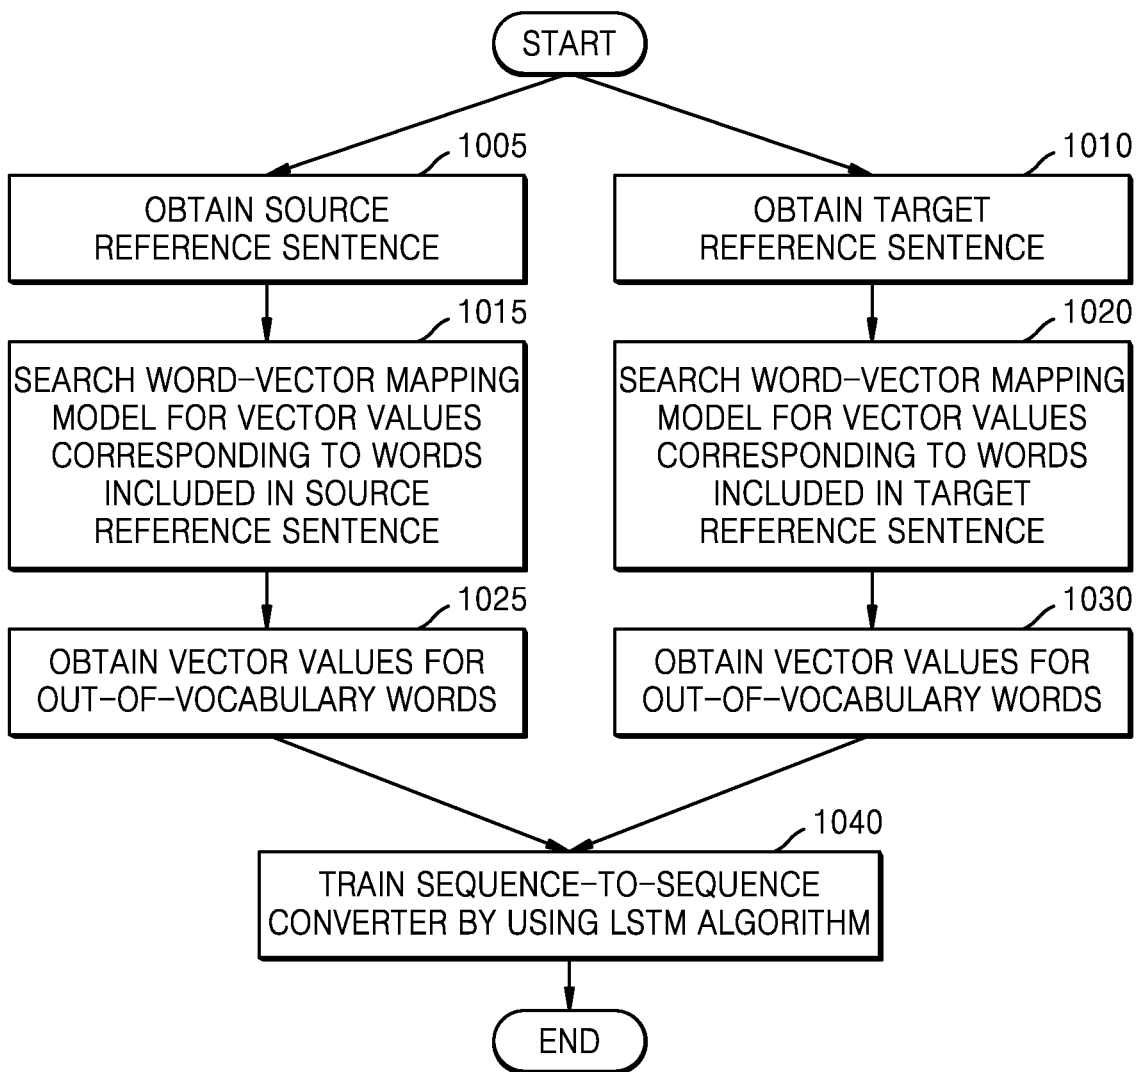 START
1005
OBTAIN SOURCE
REFERENCE SENTENCE
1010
OBTAIN TARGET
REFERENCE SENTENCE
1015
SEARCH WORD-VECTOR MAPPING
MODEL FOR VECTOR VALUES
CORRESPONDING TO WORDS
INCLUDED IN SOURCE
REFERENCE SENTENCE
1020
SEARCH WORD-VECTOR MAPPING
MODEL FOR VECTOR VALUES
CORRESPONDING TO WORDS
INCLUDED IN TARGET
REFERENCE SENTENCE
1025
OBTAIN VECTOR VALUES FOR
OUT-OF-VOCABULARY WORDS
1030
OBTAIN VECTOR VALUES FOR
OUT-OF-VOCABULARY WORDS
1040
TRAIN SEQUENCE-TO-SEQUENCE
CONVERTER BY USING LSTM ALGORITHM
END